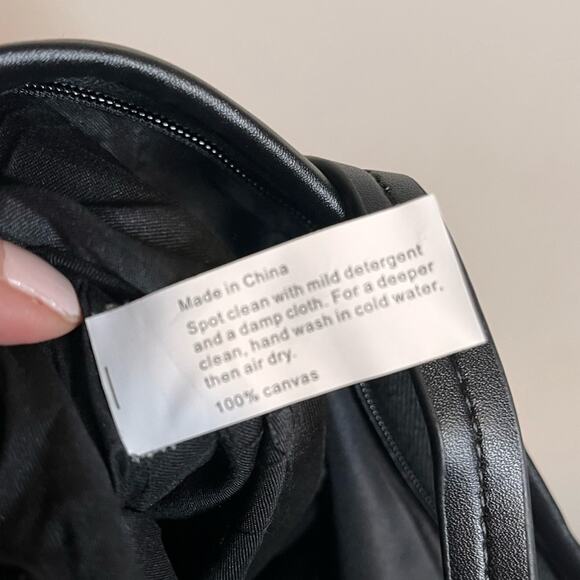 Made in China
Spot clean with mild detergent
and a damp cloth. For a deeper
clean, hand wash in cold water,
then air dry.
100% canvas